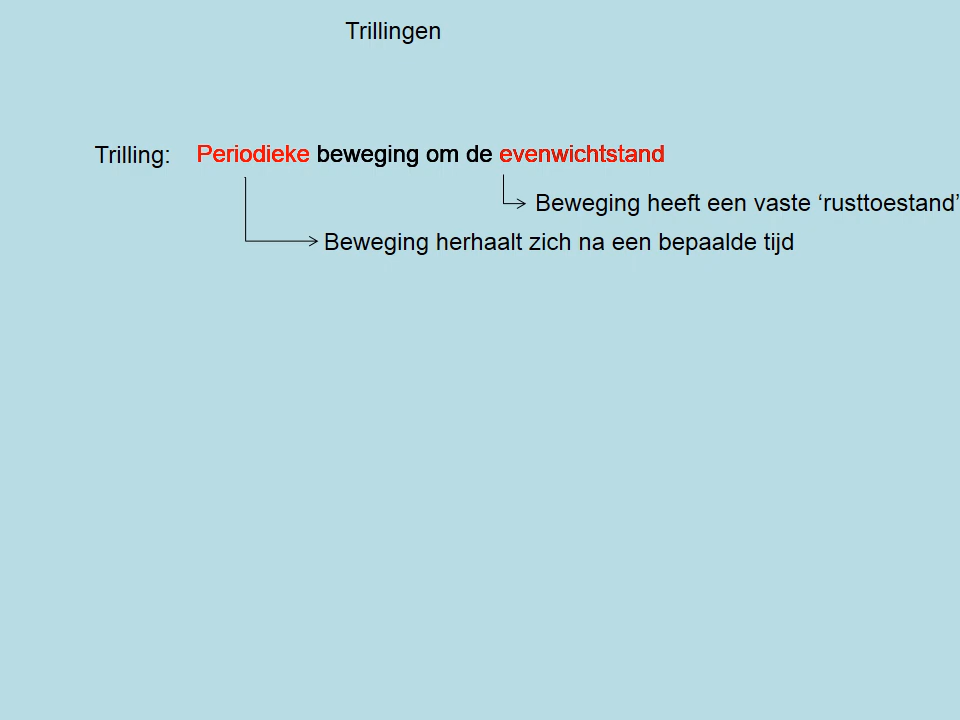 Trillingen
Trilling: Periodieke beweging om de evenwichtstand
Beweging heeft een vaste ‘rusttoestand’
Beweging herhaalt zich na een bepaalde tijd